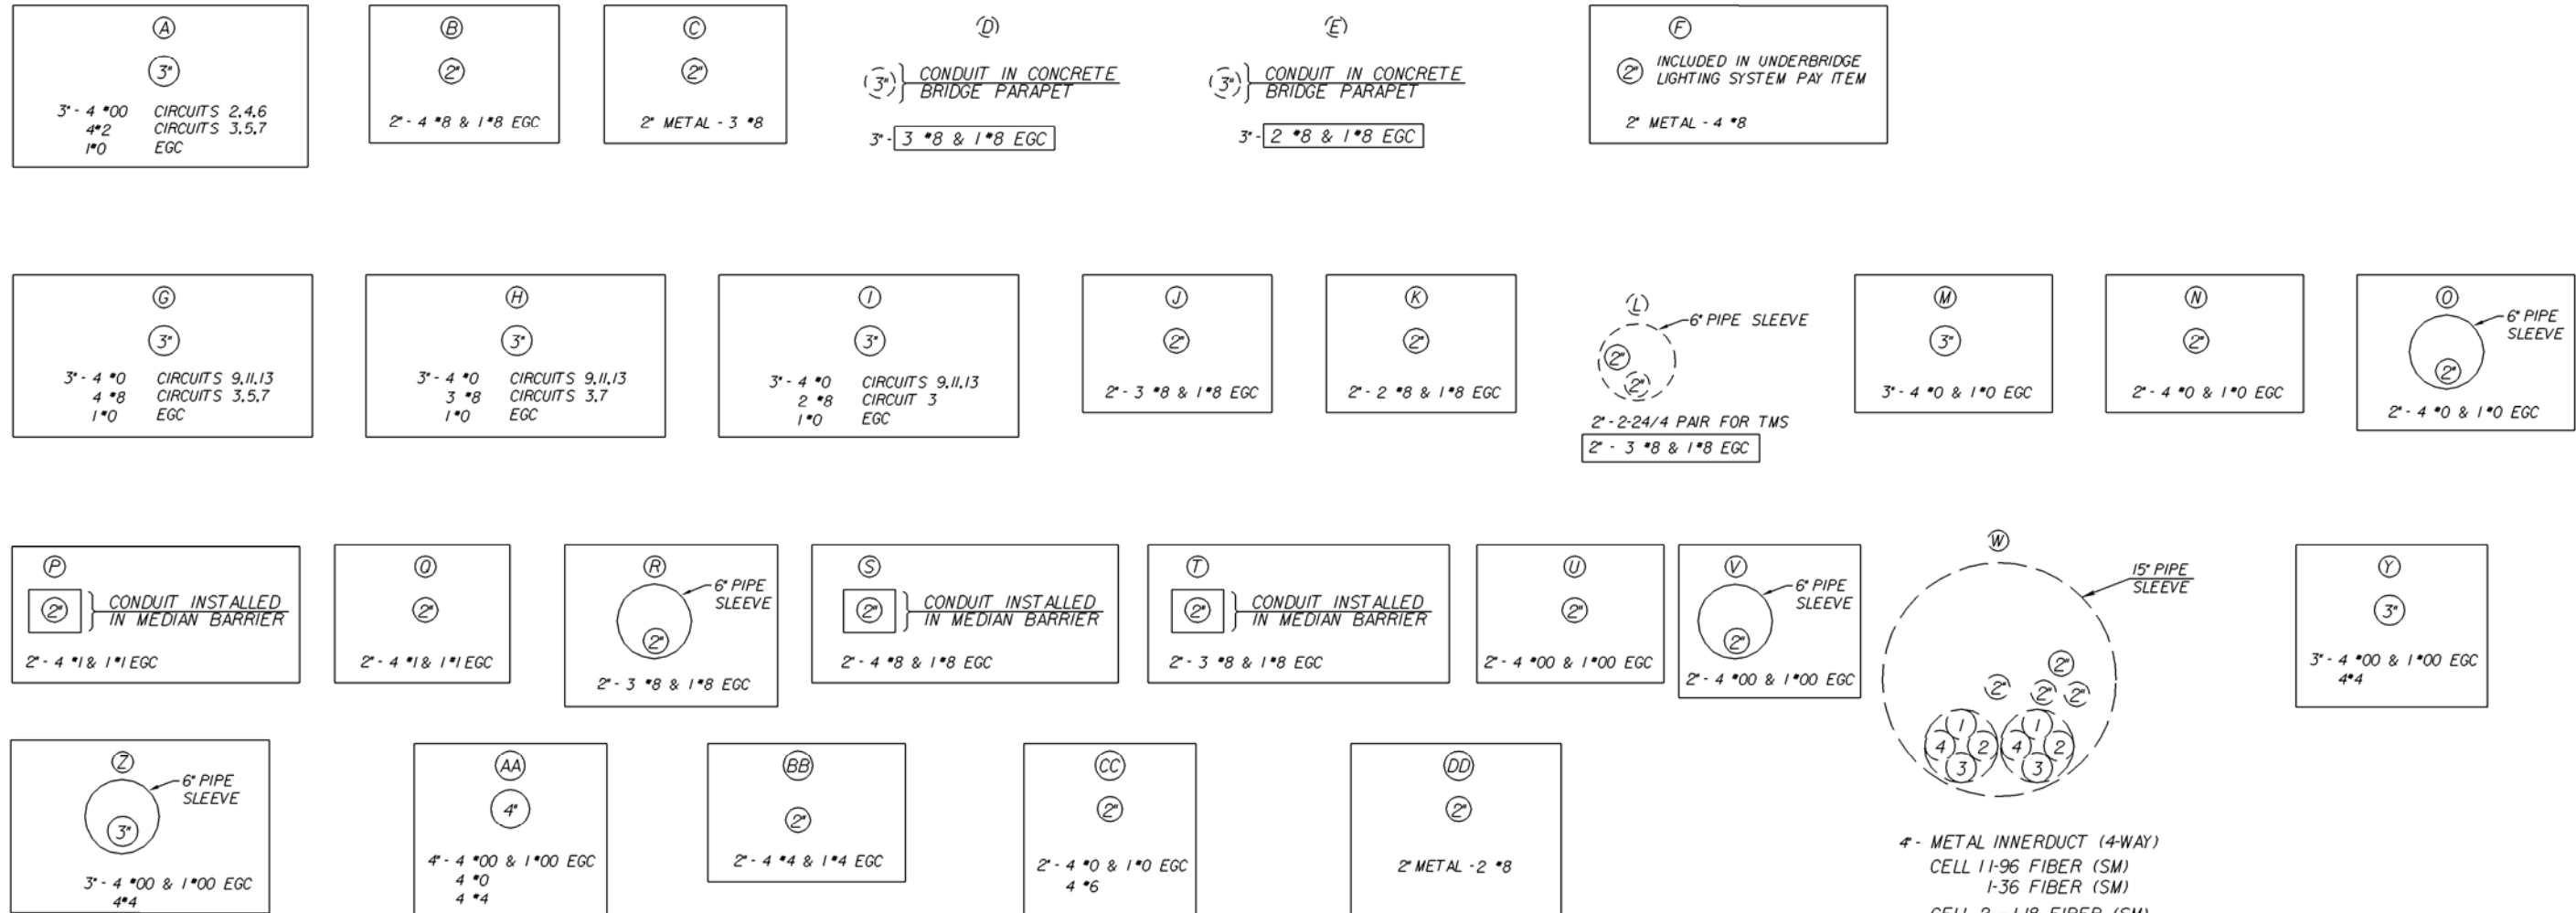 A
3"
3"- 4 #00 CIRCUITS 2,4,6
4#2 CIRCUITS 3,5,7
1#0 EGC
B
2"
2"- 4 #8 & 1#8 EGC
C
2"
2" METAL - 3 #8
D
3" CONDUIT IN CONCRETE
BRIDGE PARAPET
3"- 3 #8 & 1#8 EGC
E
3" CONDUIT IN CONCRETE
BRIDGE PARAPET
3"- 2 #8 & 1#8 EGC
F
2" INCLUDED IN UNDERBRIDGE
LIGHTING SYSTEM PAY ITEM
2" METAL - 4 #8
G
3"
3"- 4 #0 CIRCUITS 9,11,13
4 #8 CIRCUITS 3,5,7
1#0 EGC
H
3"
3"- 4 #0 CIRCUITS 9,11,13
3 #8 CIRCUITS 3,7
1#0 EGC
I
3"
3"- 4 #0 CIRCUITS 9,11,13
2 #8 CIRCUIT 3
1#0 EGC
J
2"
2"- 3 #8 & 1#8 EGC
K
2"
2"- 2 #8 & 1#8 EGC
L
6" PIPE SLEEVE
2"
2"
2"-2-24/4 PAIR FOR TMS
2" - 3 #8 & 1#8 EGC
M
3"
3"- 4 #0 & 1#0 EGC
N
2"
2"- 4 #0 & 1#0 EGC
O
6" PIPE
SLEEVE
2"
2"- 4 #0 & 1#0 EGC
P
2" CONDUIT INSTALLED
IN MEDIAN BARRIER
2"- 4 #1 & 1#1 EGC
Q
2"
2"- 4 #1 & 1#1 EGC
R
6" PIPE
SLEEVE
2"
2"- 3 #8 & 1#8 EGC
S
2" CONDUIT INSTALLED
IN MEDIAN BARRIER
2"- 4 #8 & 1#8 EGC
T
2" CONDUIT INSTALLED
IN MEDIAN BARRIER
2"- 3 #8 & 1#8 EGC
U
2"
2"- 4 #00 & 1#00 EGC
V
6" PIPE
SLEEVE
2"
2"- 4 #00 & 1#00 EGC
W
15" PIPE
SLEEVE
2"
2" 2" 2"
1 1
4 2 4 2
3 3
4"- METAL INNERDUCT (4-WAY)
CELL 1 1-96 FIBER (SM)
1-36 FIBER (SM)
CELL 2 -1-18 FIBER (SM)
Y
3"
3"- 4 #00 & 1#00 EGC
4#4
Z
6" PIPE
SLEEVE
3"
3"- 4 #00 & 1#00 EGC
4#4
AA
4"
4"- 4 #00 & 1#00 EGC
4 #0
4 #4
BB
2"
2"- 4 #4 & 1#4 EGC
CC
2"
2"- 4 #0 & 1#0 EGC
4 #6
DD
2"
2" METAL -2 #8